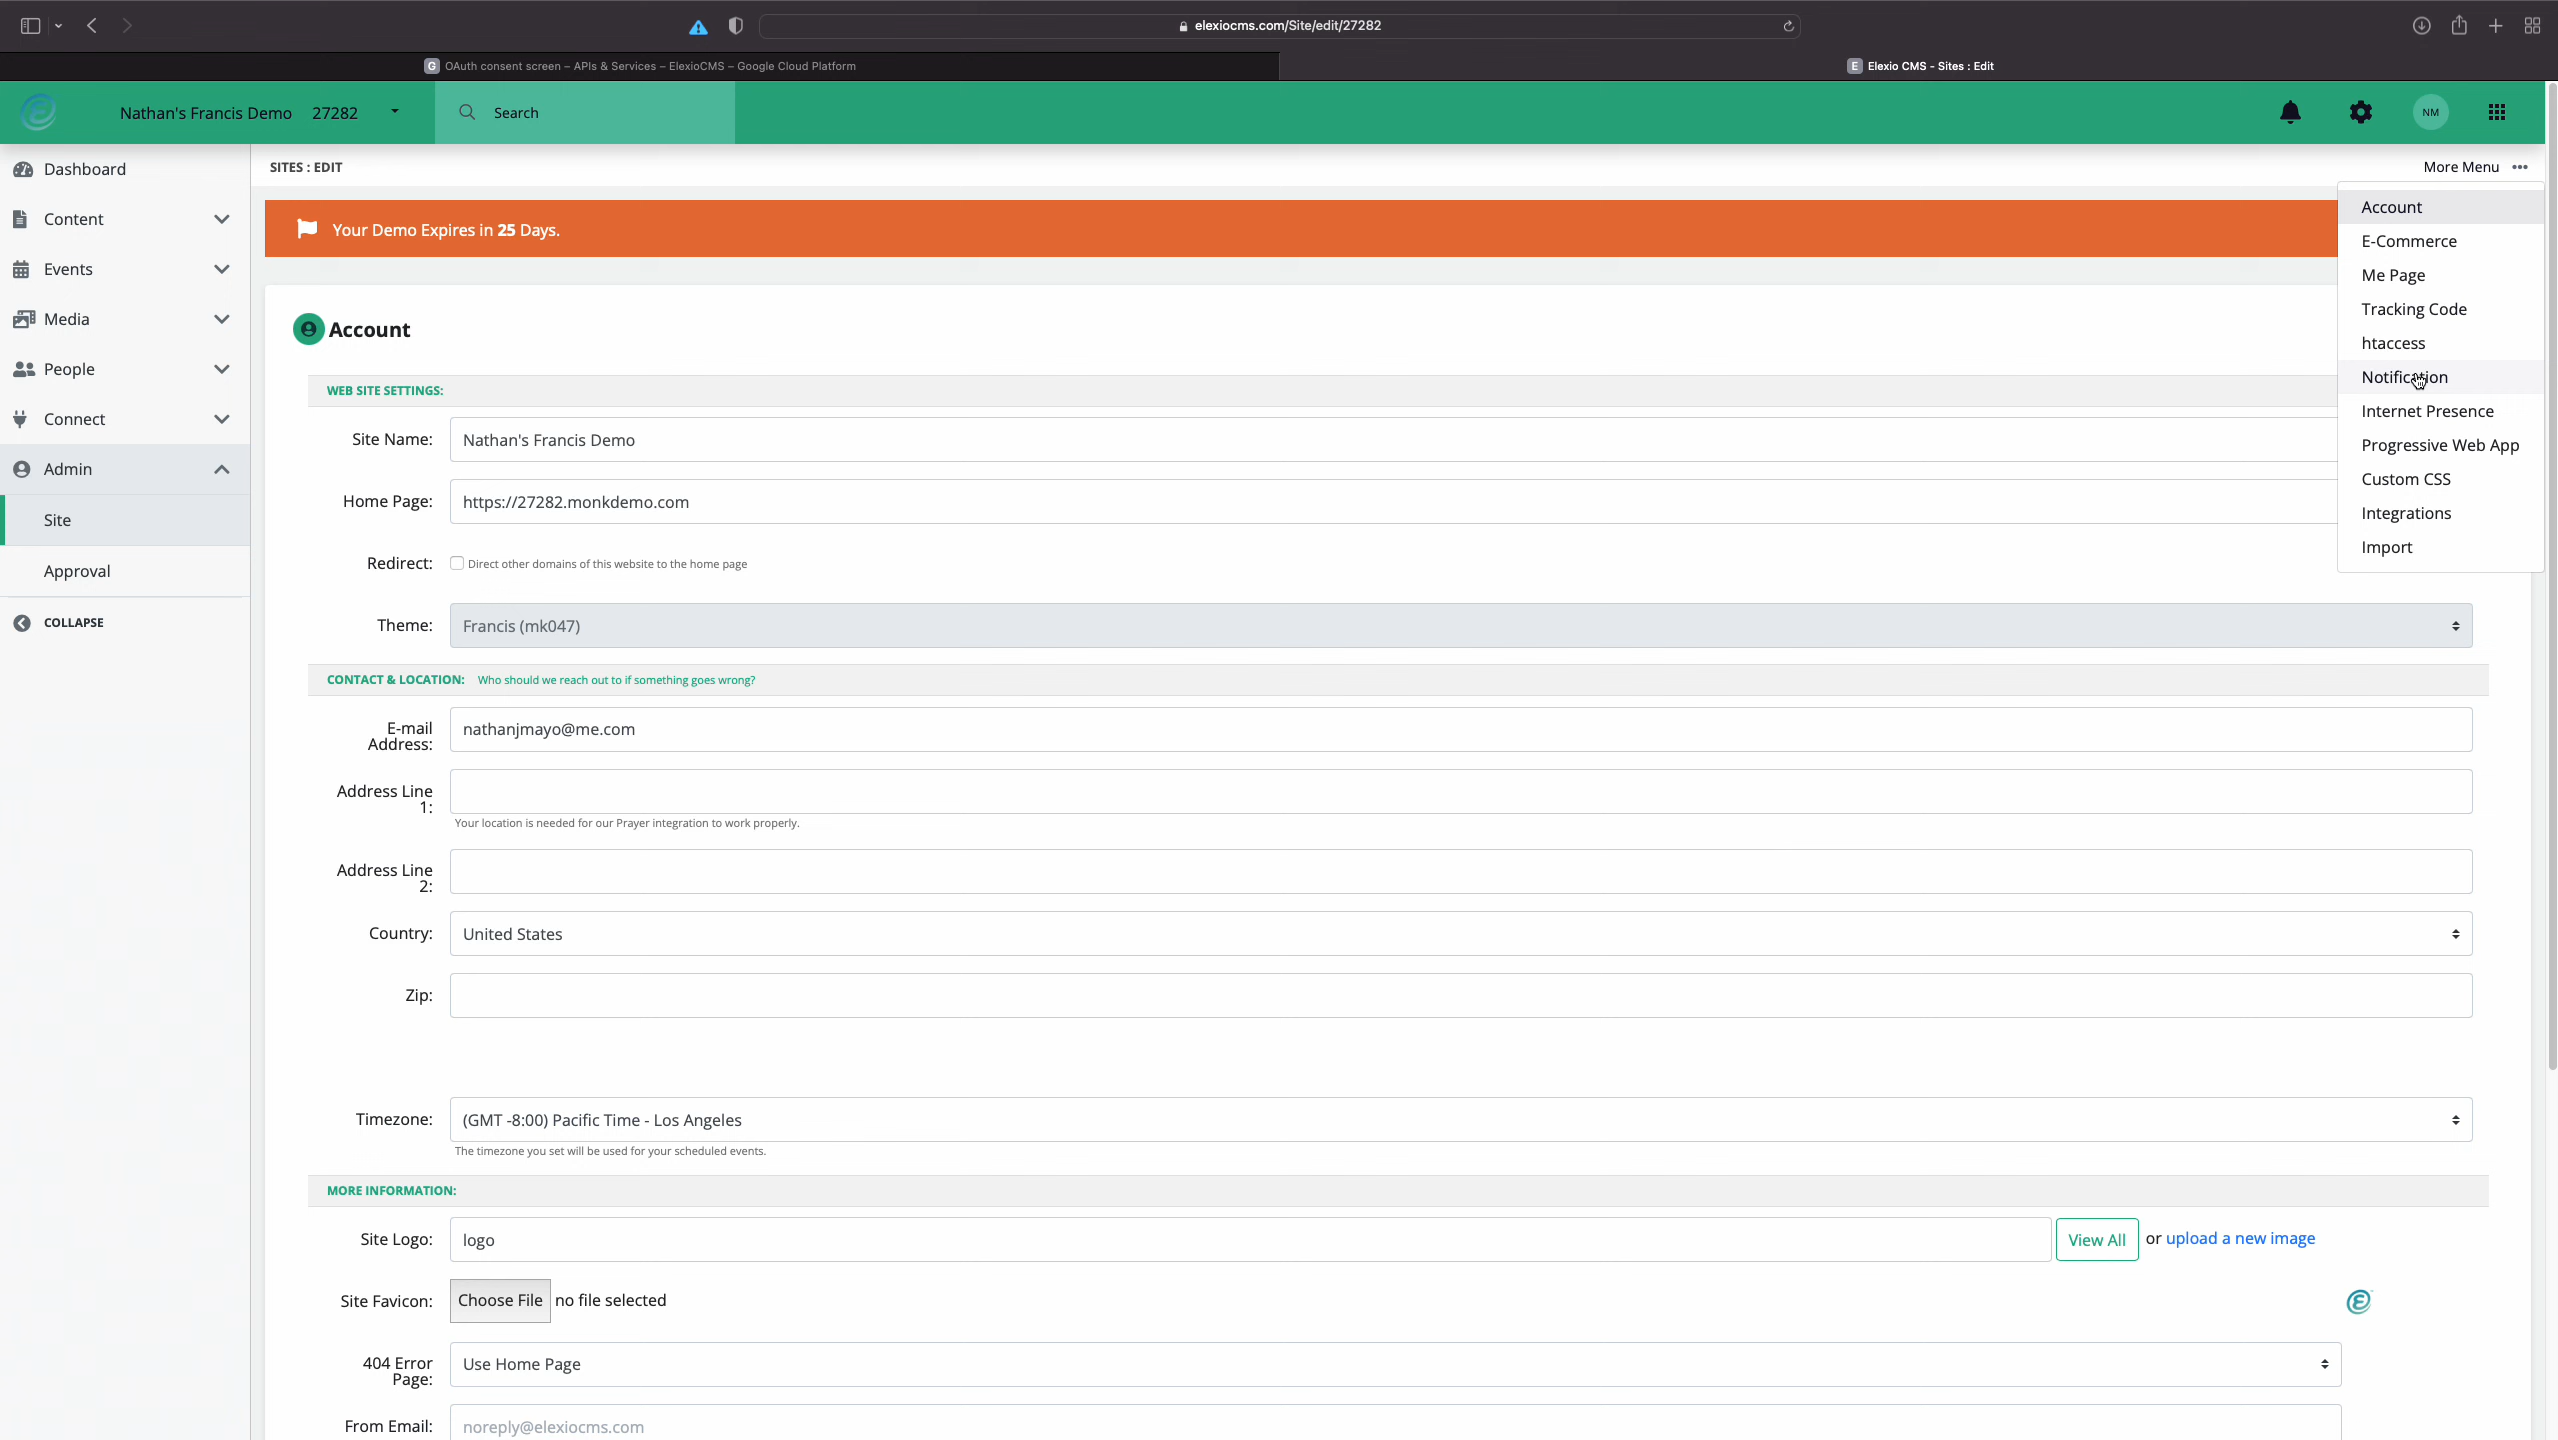 elexiocms.com/Site/edit/27282
G OAuth consent screen – APIs & Services – ElexioCMS – Google Cloud Platform
E Elexio CMS - Sites : Edit
Nathan's Francis Demo 27282
Search
NM
Dashboard
Content
Events
Media
People
Connect
Admin
Site
Approval
COLLAPSE
SITES : EDIT
More Menu
Your Demo Expires in 25 Days.
Account
E-Commerce
Me Page
Tracking Code
htaccess
Notification
Internet Presence
Progressive Web App
Custom CSS
Integrations
Import
Account
WEB SITE SETTINGS:
Site Name: Nathan's Francis Demo
Home Page: https://27282.monkdemo.com
Redirect: Direct other domains of this website to the home page
Theme: Francis (mk047)
CONTACT & LOCATION: Who should we reach out to if something goes wrong?
E-mail
Address: nathanjmayo@me.com
Address Line
1:
Your location is needed for our Prayer integration to work properly.
Address Line
2:
Country: United States
Zip:
Timezone: (GMT -8:00) Pacific Time - Los Angeles
The timezone you set will be used for your scheduled events.
MORE INFORMATION:
Site Logo: logo View All or upload a new image
Site Favicon: Choose File no file selected
404 Error
Page: Use Home Page
From Email: noreply@elexiocms.com